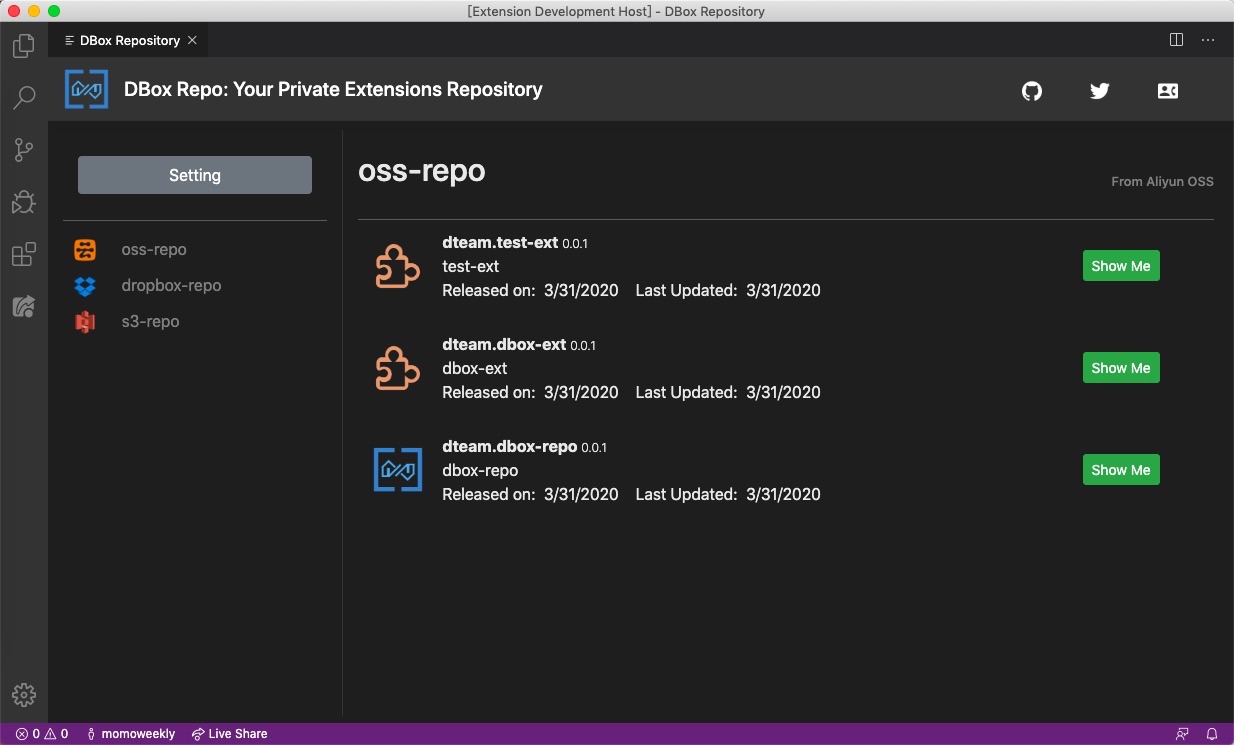 [Extension Development Host] - DBox Repository
DBox Repository
DBox Repo: Your Private Extensions Repository
Setting
oss-repo
dropbox-repo
s3-repo
oss-repo
From Aliyun OSS
dteam.test-ext 0.0.1
test-ext
Released on: 3/31/2020 Last Updated: 3/31/2020
Show Me
dteam.dbox-ext 0.0.1
dbox-ext
Released on: 3/31/2020 Last Updated: 3/31/2020
Show Me
dteam.dbox-repo 0.0.1
dbox-repo
Released on: 3/31/2020 Last Updated: 3/31/2020
Show Me
0 0 momoweekly Live Share